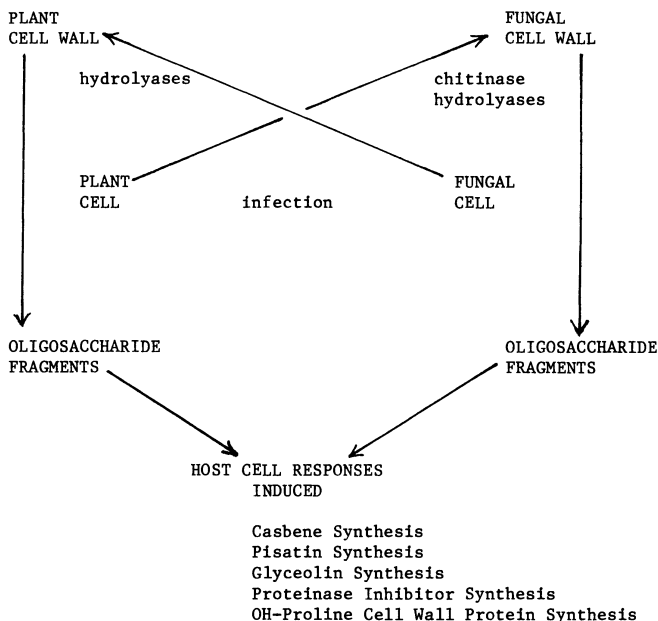 PLANT
CELL WALL
FUNGAL
CELL WALL
hydrolyases
chitinase
hydrolyases
PLANT
CELL
infection
FUNGAL
CELL
OLIGOSACCHARIDE
FRAGMENTS
OLIGOSACCHARIDE
FRAGMENTS
HOST CELL RESPONSES
INDUCED
Casbene Synthesis
Pisatin Synthesis
Glyceolin Synthesis
Proteinase Inhibitor Synthesis
OH-Proline Cell Wall Protein Synthesis